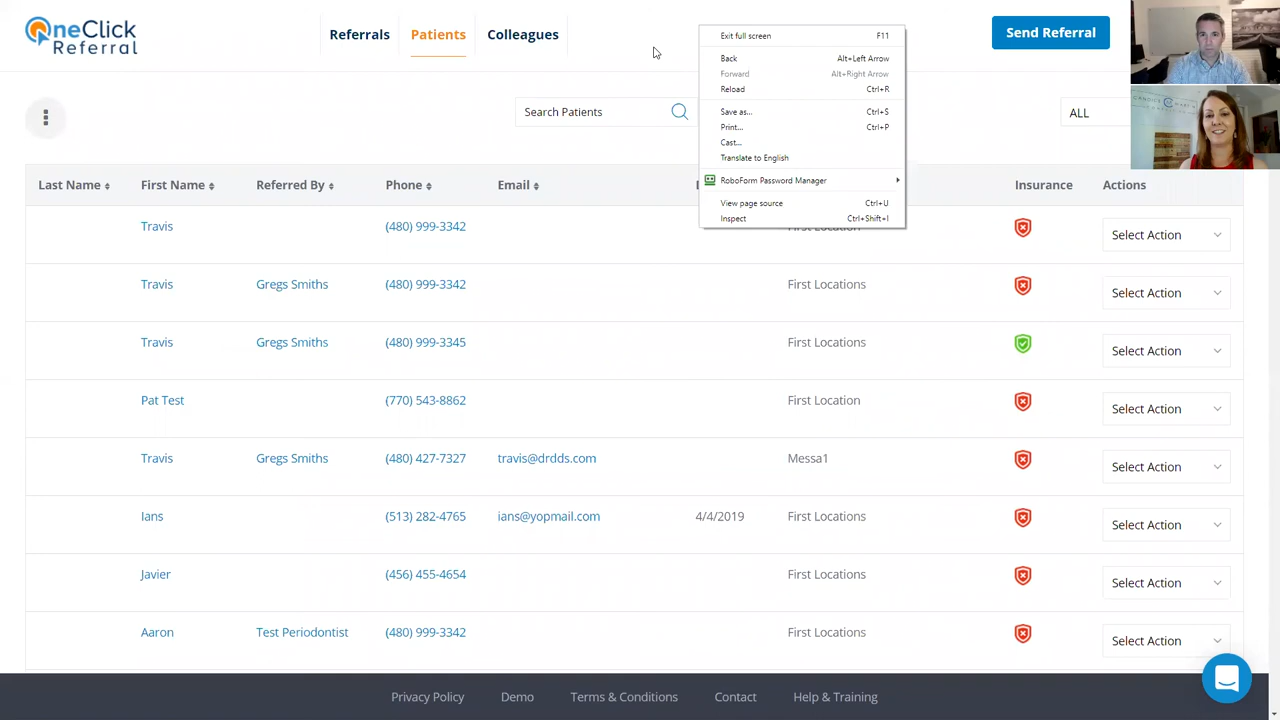 OneClick
Referral
Referrals
Patients
Colleagues
Send Referral
Exit full screen F11
Back Alt+Left Arrow
Forward Alt+Right Arrow
Reload Ctrl+R
Save as... Ctrl+S
Print... Ctrl+P
Cast...
Translate to English
RoboForm Password Manager
View page source Ctrl+U
Inspect Ctrl+Shift+I
Search Patients
ALL
Last Name First Name Referred By Phone Email Insurance Actions
Travis (480) 999-3342 First Location Select Action
Travis Gregs Smiths (480) 999-3342 First Locations Select Action
Travis Gregs Smiths (480) 999-3345 First Locations Select Action
Pat Test (770) 543-8862 First Location Select Action
Travis Gregs Smiths (480) 427-7327 travis@drdds.com Messa1 Select Action
Ians (513) 282-4765 ians@yopmail.com 4/4/2019 First Locations Select Action
Javier (456) 455-4654 First Locations Select Action
Aaron Test Periodontist (480) 999-3342 First Locations Select Action
Privacy Policy Demo Terms & Conditions Contact Help & Training